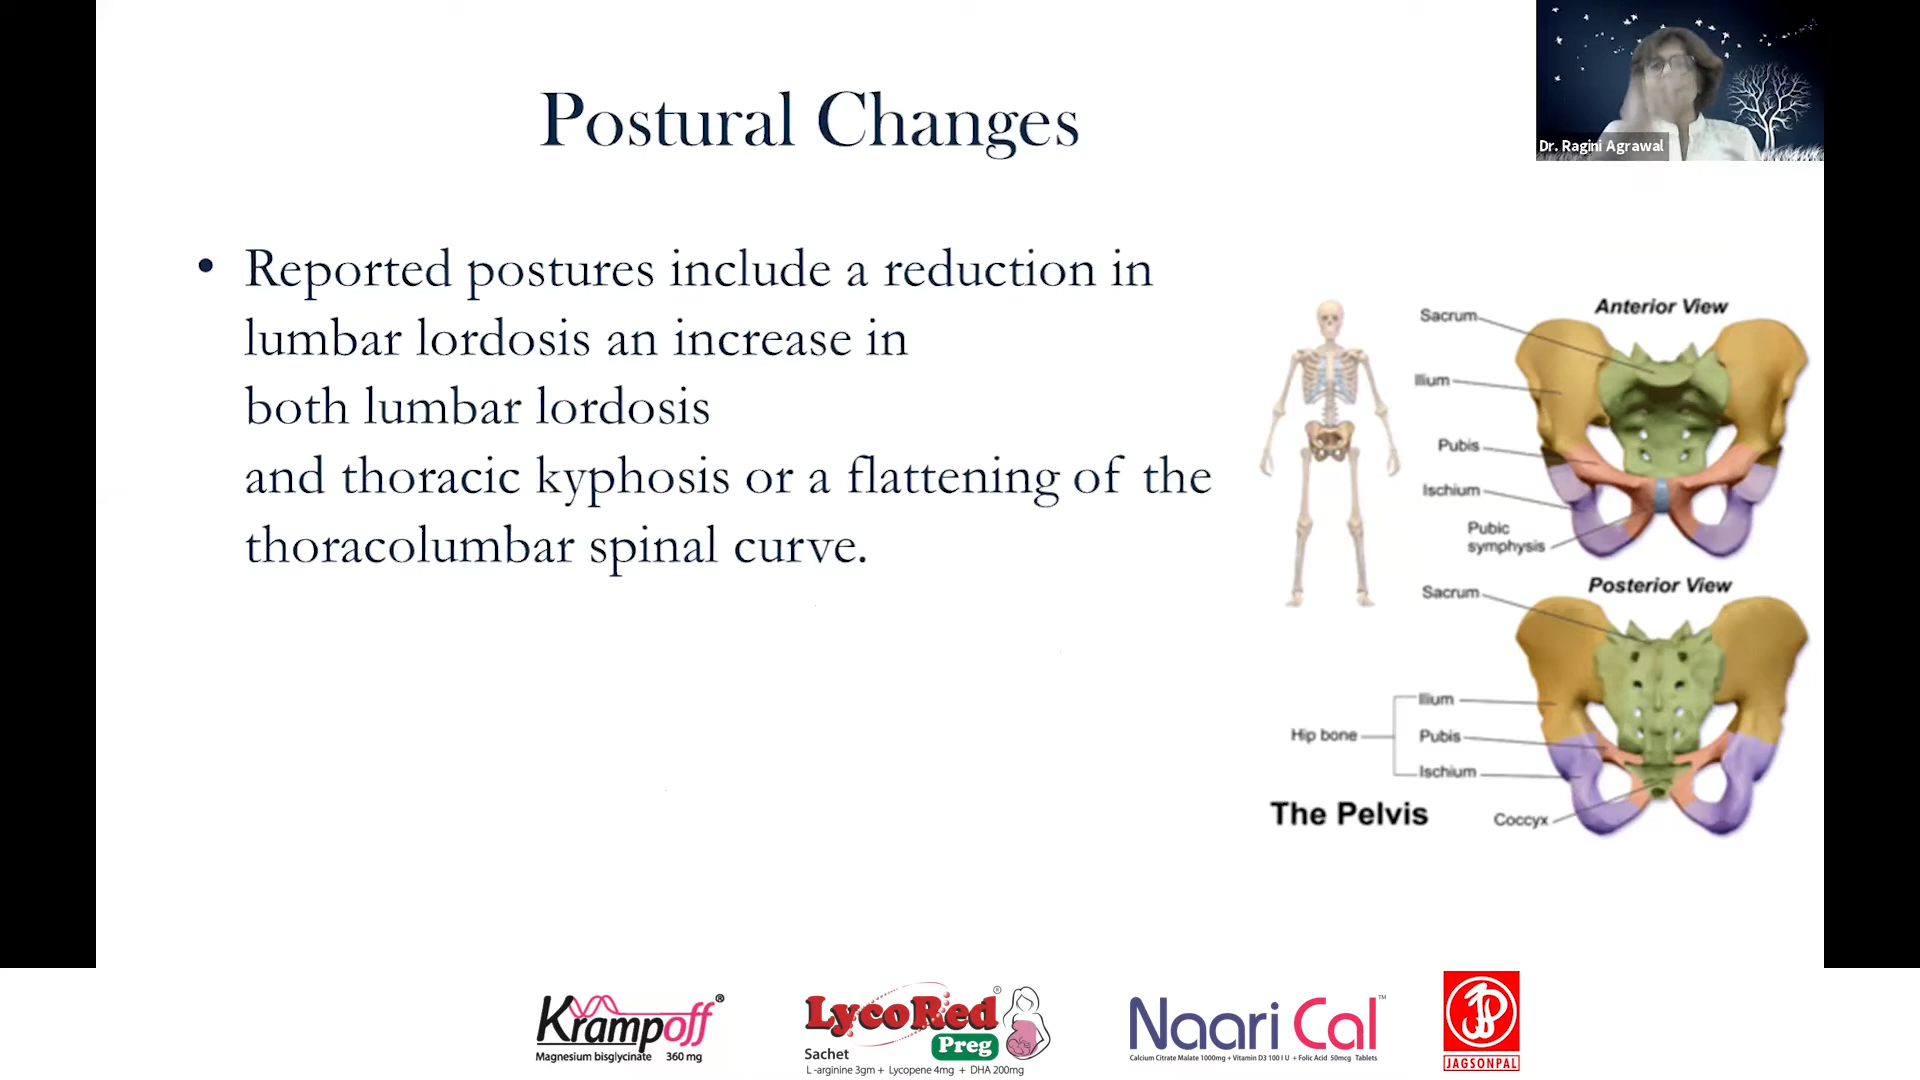 Postural Changes
Dr. Ragini Agrawal
• Reported postures include a reduction in
lumbar lordosis an increase in
both lumbar lordosis
and thoracic kyphosis or a flattening of the
thoracolumbar spinal curve.
Anterior View
Sacrum
Ilium
Pubis
Ischium
Pubic
symphysis
Posterior View
Sacrum
Ilium
Hip bone
Pubis
Ischium
The Pelvis
Coccyx
Krampoff®
Magnesium bisglycinate 360 mg
LycoRed®
Preg
Sachet
L -arginine 3gm + Lycopene 4mg + DHA 200mg
Naari Cal™
Calcium Citrate Malate 1000mg + Vitamin D3 100 I U + Folic Acid 50mcg Tablets
JAGSONPAL